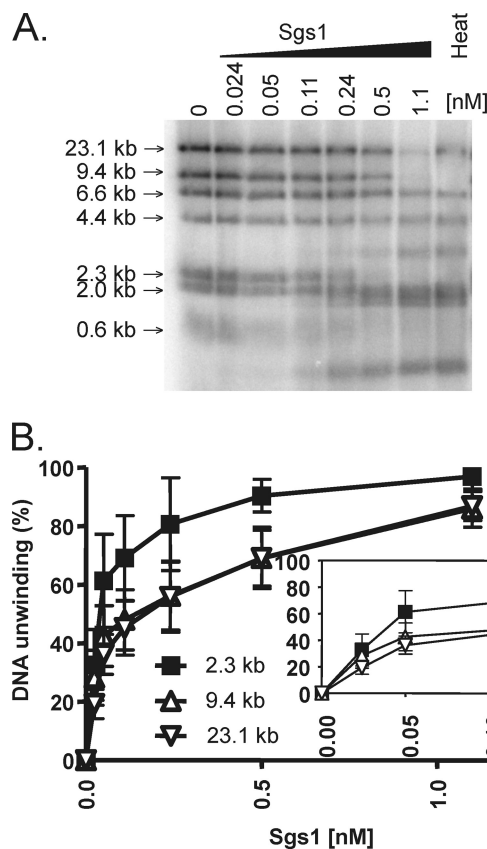 A.
Sgs1
Heat
0 0.024 0.05 0.11 0.24 0.5 1.1 [nM]
23.1 kb
9.4 kb
6.6 kb
4.4 kb
2.3 kb
2.0 kb
0.6 kb
B.
100
80
60
40
20
0
DNA unwinding (%)
2.3 kb
9.4 kb
23.1 kb
100
80
60
40
20
0
0.00 0.05
0.0 0.5 1.0
Sgs1 [nM]